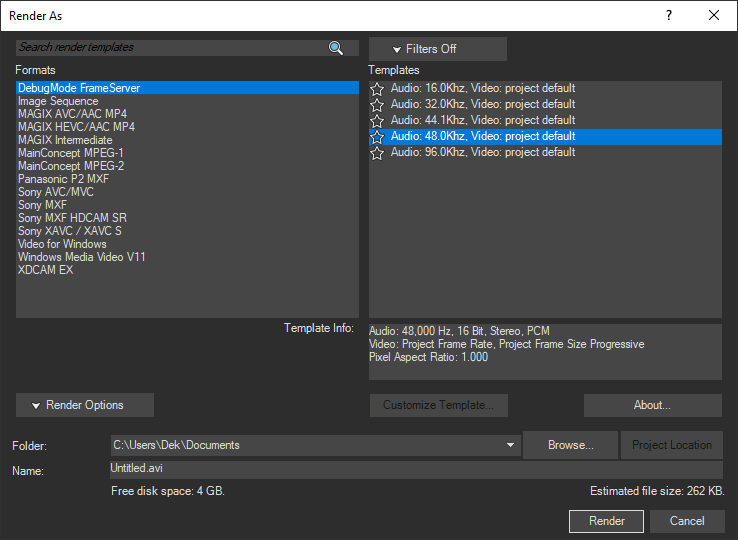 Render As
?
Search render templates
Filters Off
Formats
Templates
DebugMode FrameServer
Image Sequence
MAGIX AVC/AAC MP4
MAGIX HEVC/AAC MP4
MAGIX Intermediate
MainConcept MPEG-1
MainConcept MPEG-2
Panasonic P2 MXF
Sony AVC/MVC
Sony MXF
Sony MXF HDCAM SR
Sony XAVC / XAVC S
Video for Windows
Windows Media Video V11
XDCAM EX
Audio: 16.0Khz, Video: project default
Audio: 32.0Khz, Video: project default
Audio: 44.1Khz, Video: project default
Audio: 48.0Khz, Video: project default
Audio: 96.0Khz, Video: project default
Template Info:
Audio: 48,000 Hz, 16 Bit, Stereo, PCM
Video: Project Frame Rate, Project Frame Size Progressive
Pixel Aspect Ratio: 1.000
Render Options
Customize Template...
About...
Folder:
C:\Users\Dek\Documents
Browse...
Project Location
Name:
Untitled.avi
Free disk space: 4 GB.
Estimated file size: 262 KB.
Render
Cancel